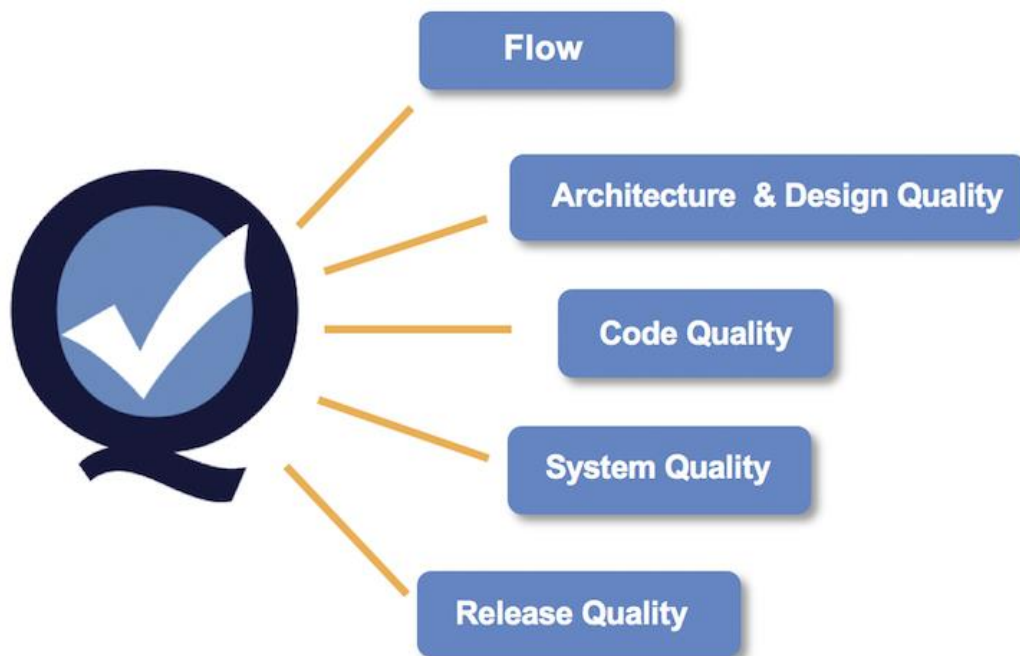 Flow
Architecture & Design Quality
Code Quality
System Quality
Release Quality